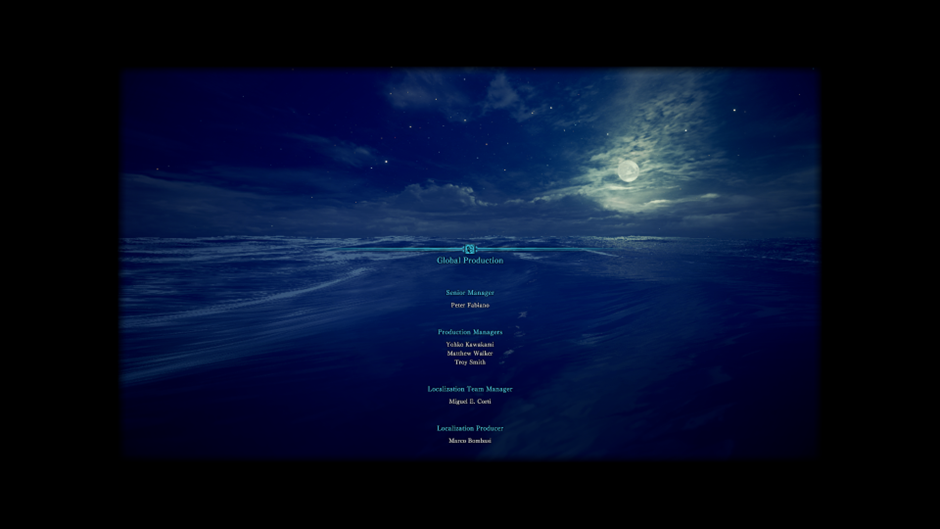 Global Production
Senior Manager
Peter Fabiano
Production Managers
Yohko Kawakami
Matthew Walker
Troy Smith
Localization Team Manager
Miguel E. Corti
Localization Producer
Marco Bombasi